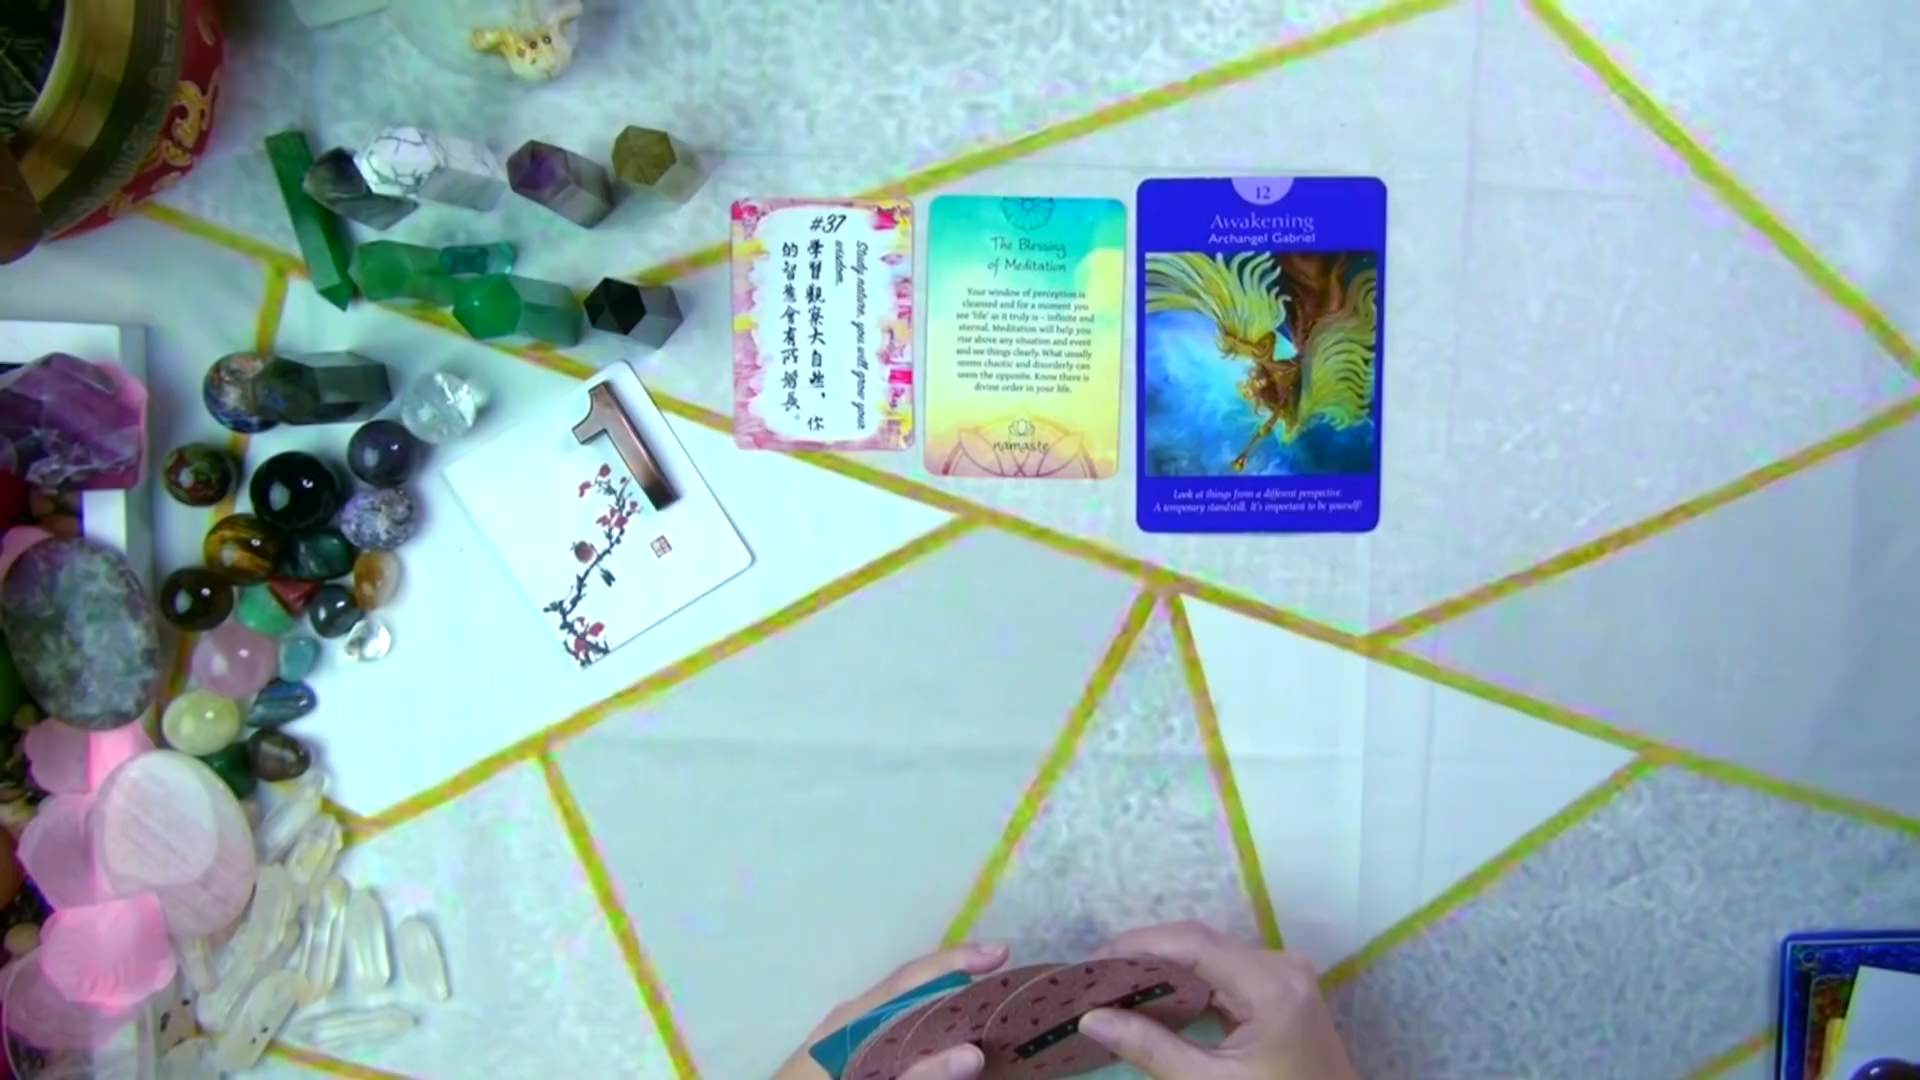 #37
學習觀察大自然，你
的智慧會有所增長。
Study nature, you will grow your
wisdom.
The Blessing
of Meditation
Your window of perception is
cleansed and for a moment you
see 'life' as it truly is – infinite and
eternal. Meditation will help you
rise above any situation and event
and see things clearly. What usually
seems chaotic and disorderly can
seem the opposite. Know there is
divine order in your life.
namaste
12
Awakening
Archangel Gabriel
Look at things from a different perspective.
A temporary standstill. It's important to be yourself!
1